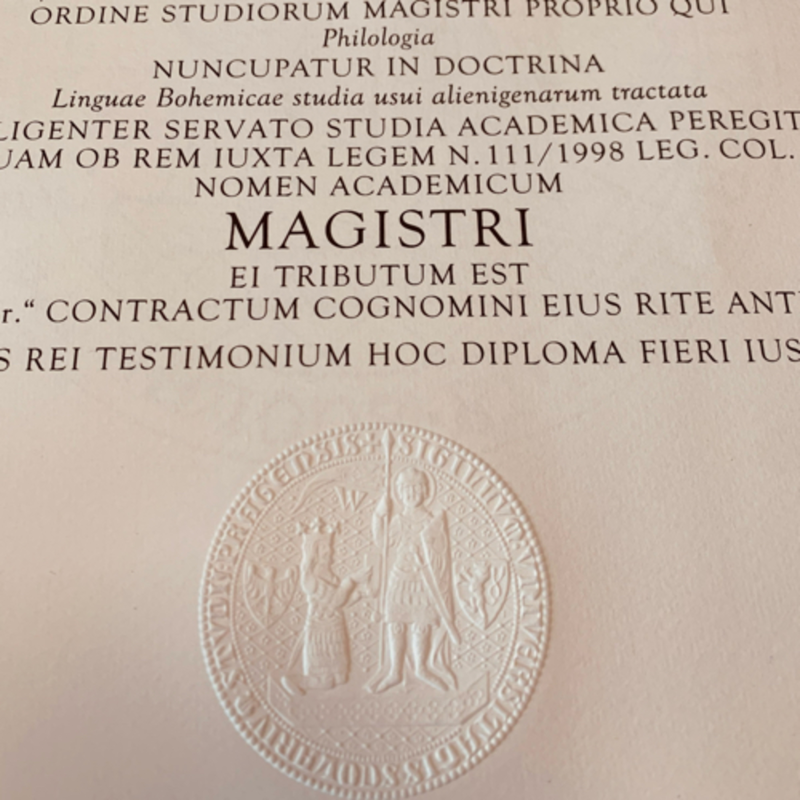 ORDINE STUDIORUM MAGISTRI PROPRIO QUI
Philologia
NUNCUPATUR IN DOCTRINA
Linguae Bohemicae studia usui alienigenarum tractata
LIGENTER SERVATO STUDIA ACADEMICA PEREGIT
UAM OB REM IUXTA LEGEM N. 111/1998 LEG. COL.
NOMEN ACADEMICUM
MAGISTRI
EI TRIBUTUM EST
r.“ CONTRACTUM COGNOMINI EIUS RITE ANT
S REI TESTIMONIUM HOC DIPLOMA FIERI IUS
W